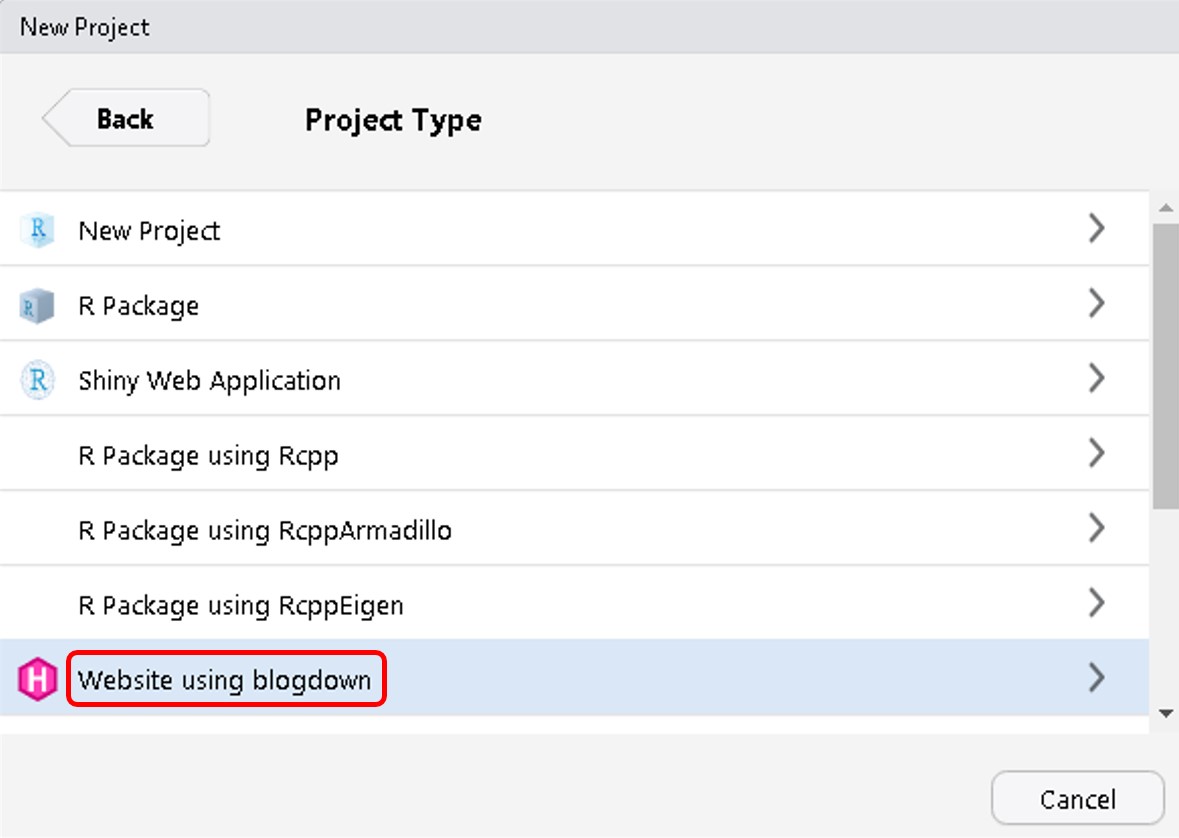 New Project
Back
Project Type
R
New Project
R
R Package
R
Shiny Web Application
R Package using Rcpp
R Package using RcppArmadillo
R Package using RcppEigen
H
Website using blogdown
Cancel